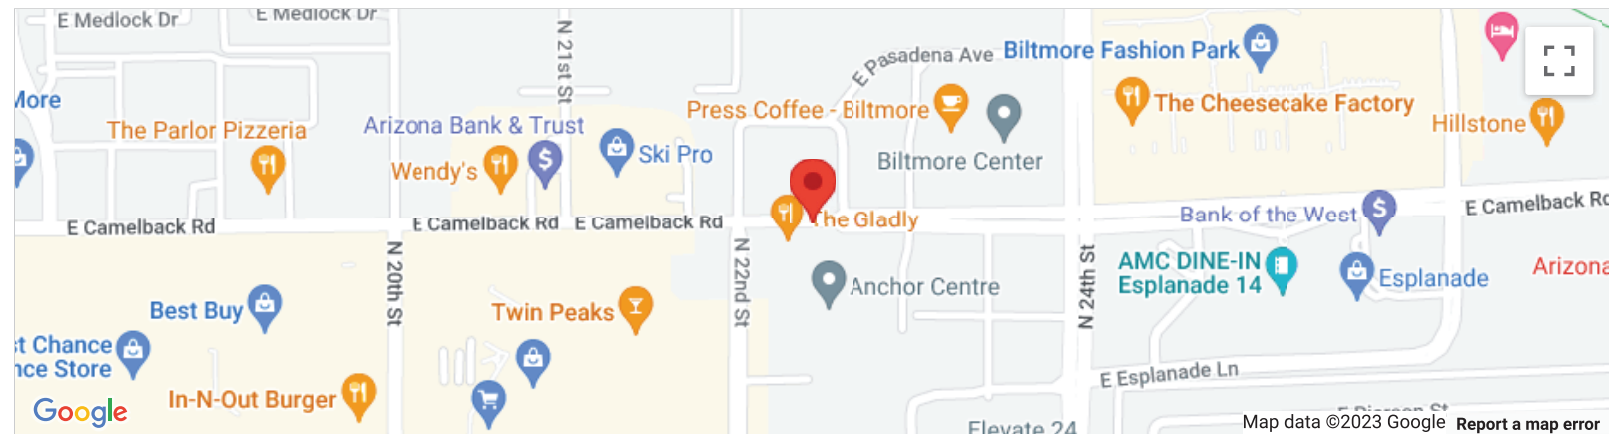 E Medlock Dr
E Medlock Dr
N 21st St
E Pasadena Ave
Biltmore Fashion Park
More
The Parlor Pizzeria
Arizona Bank & Trust
Press Coffee - Biltmore
The Cheesecake Factory
Hillstone
Wendy's
Ski Pro
Biltmore Center
E Camelback Rd
E Camelback Rd
E Camelback Rd
The Gladly
Bank of the West
E Camelback Rd
N 20th St
N 22nd St
N 24th St
AMC DINE-IN
Esplanade 14
Esplanade
Arizona
Anchor Centre
Best Buy
Twin Peaks
st Chance
nce Store
In-N-Out Burger
E Esplanade Ln
Elevate 24
Google
Map data ©2023 Google
Report a map error